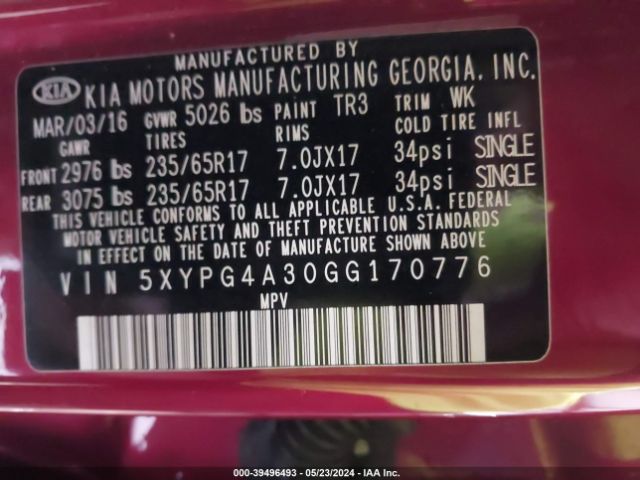 MANUFACTURED BY
KIA KIA MOTORS MANUFACTURING GEORGIA, INC.
MAR/03/16 GVWR 5026 lbs PAINT TR3 TRIM WK
GAWR TIRES RIMS COLD TIRE INFL
FRONT 2976 lbs 235/65R17 7.0JX17 34psi SINGLE
REAR 3075 lbs 235/65R17 7.0JX17 34psi SINGLE
THIS VEHICLE CONFORMS TO ALL APPLICABLE U.S.A. FEDERAL
MOTOR VEHICLE SAFETY AND THEFT PREVENTION STANDARDS
IN EFFECT ON THE DATE OF MANUFACTURE SHOWN ABOVE.
VIN 5XYPG4A30GG170776
MPV
000-39496493 - 05/23/2024 - IAA Inc.